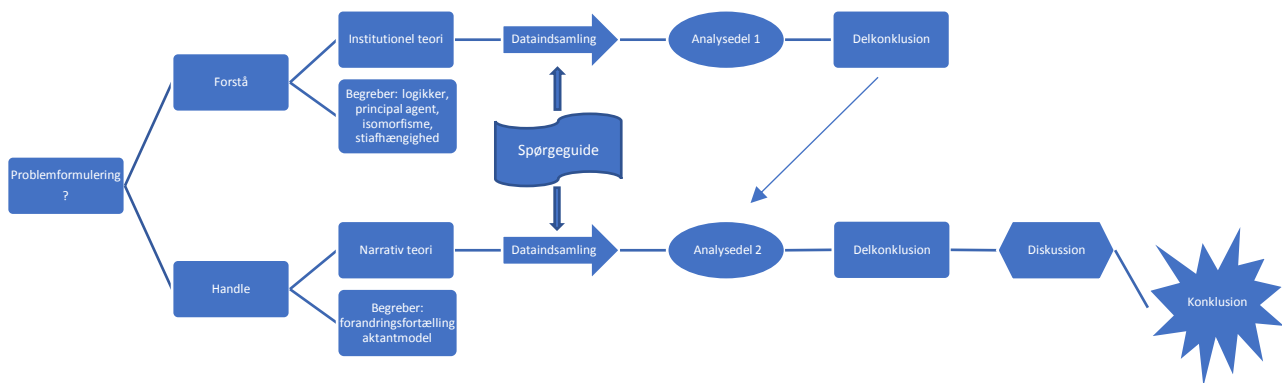 Institutionel teori
Dataindsamling
Analysedel 1
Delkonklusion
Forstå
Begreber: logikker,
principal agent,
isomorfisme,
stiafhængighed
Spørgeguide
Problemformulering
?
Narrativ teori
Dataindsamling
Analysedel 2
Delkonklusion
Diskussion
Handle
Begreber:
forandringsfortælling
aktantmodel
Konklusion